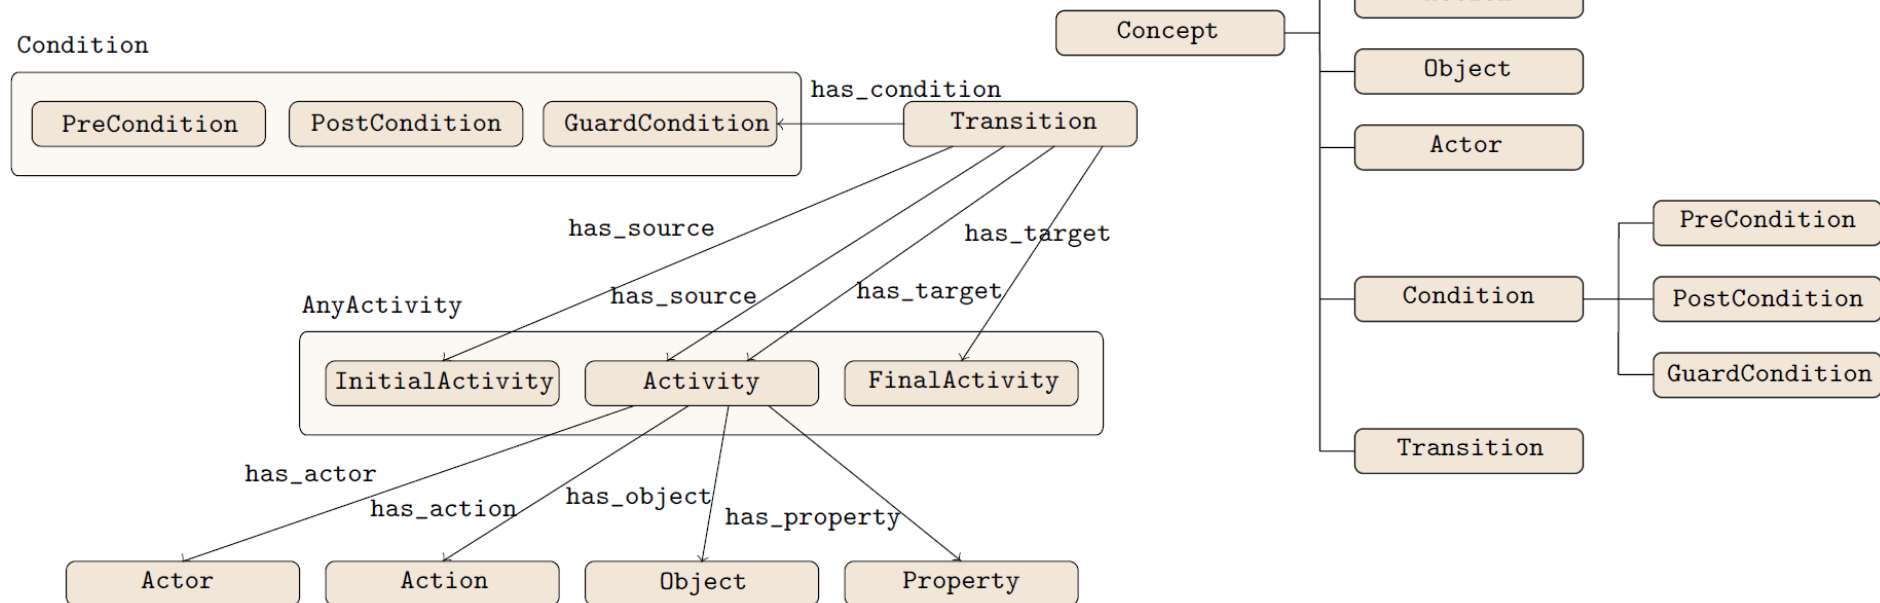 Condition
PreCondition
PostCondition
GuardCondition
has_condition
Transition
has_source
has_target
has_source
has_target
AnyActivity
InitialActivity
Activity
FinalActivity
has_actor
has_action
has_object
has_property
Actor
Action
Object
Property
Concept
Object
Actor
Condition
PreCondition
PostCondition
GuardCondition
Transition